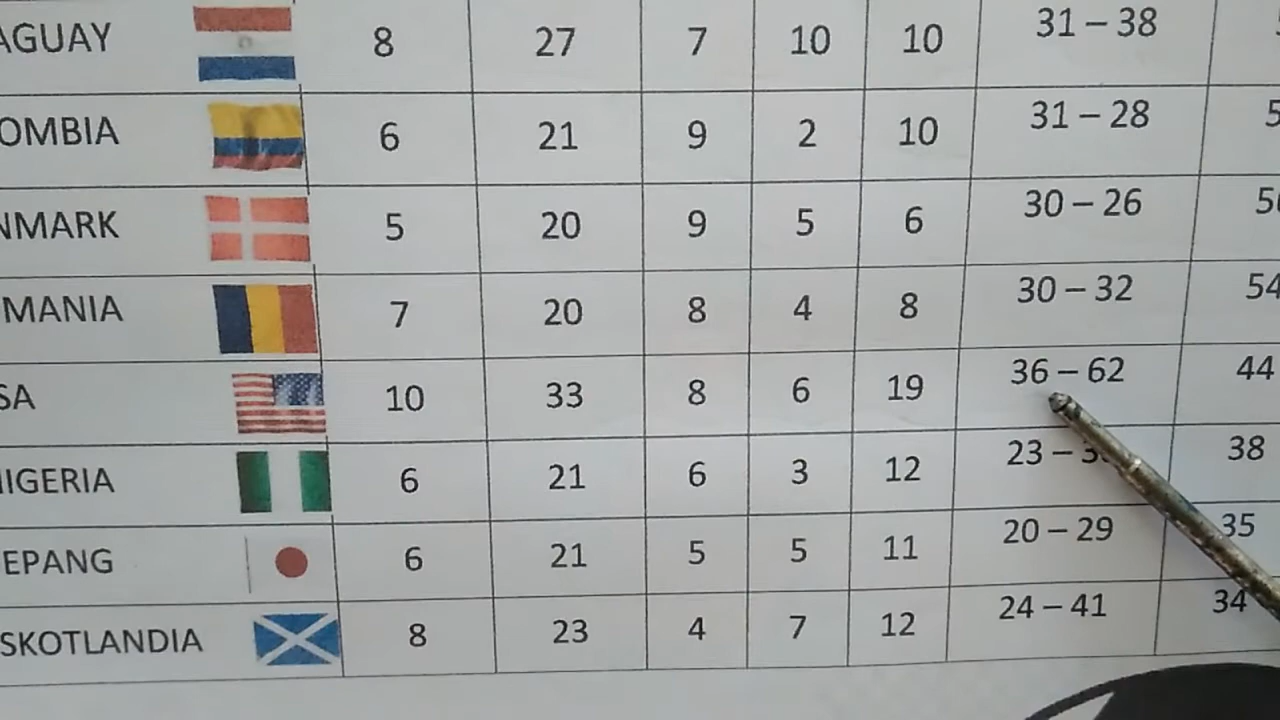 AGUAY 8 27 7 10 10 31 – 38
OMBIA 6 21 9 2 10 31 – 28 5
NMARK 5 20 9 5 6 30 – 26
MANIA 7 20 8 4 8 30 – 32 54
SA 10 33 8 6 19 36 – 62 44
IGERIA 6 21 6 3 12 23 – 38
EPANG 6 21 5 5 11 20 – 29 35
SKOTLANDIA 8 23 4 7 12 24 – 41 34